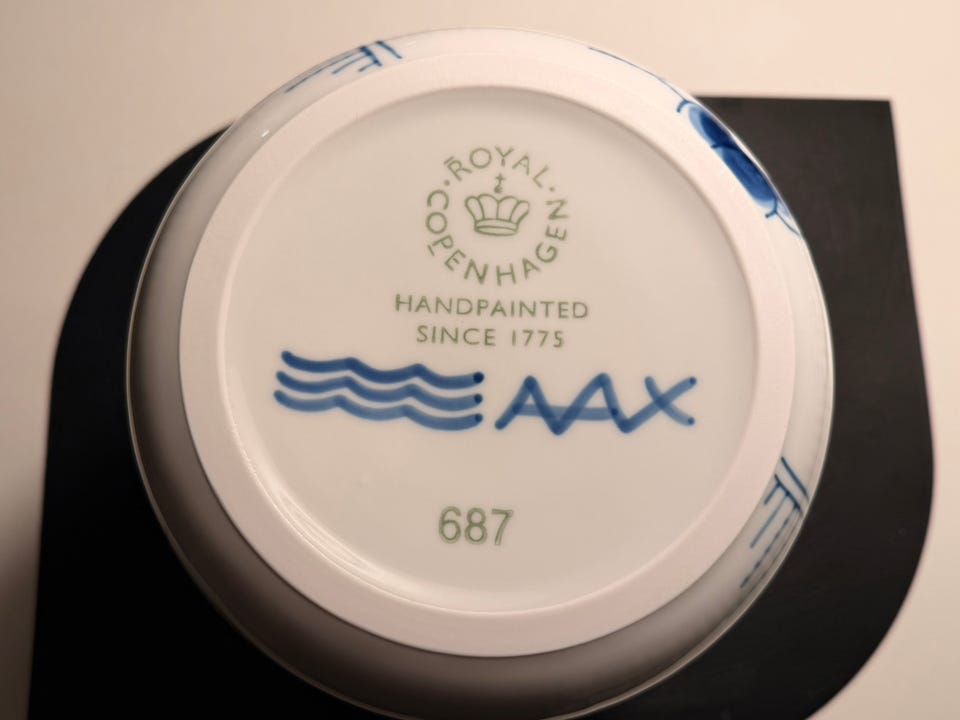 ROYAL
COPENHAGEN
HANDPAINTED
SINCE 1775
AAX
687